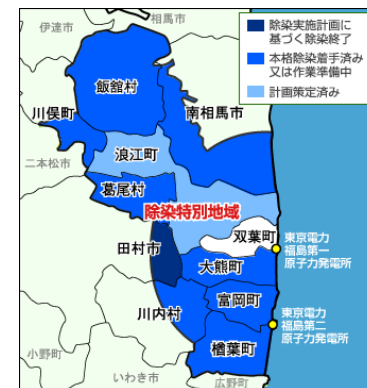 相馬市
伊達市
除染実施計画に
基づく除染終了
本格除染着手済み
又は作業準備中
計画策定済み
飯舘村
川俣町
南相馬市
二本松市
浪江町
葛尾村
除染特別地域
双葉町
田村市
東京電力
福島第一
原子力発電所
大熊町
富岡町
川内村
東京電力
福島第二
原子力発電所
楢葉町
小野町
いわき市
広野町